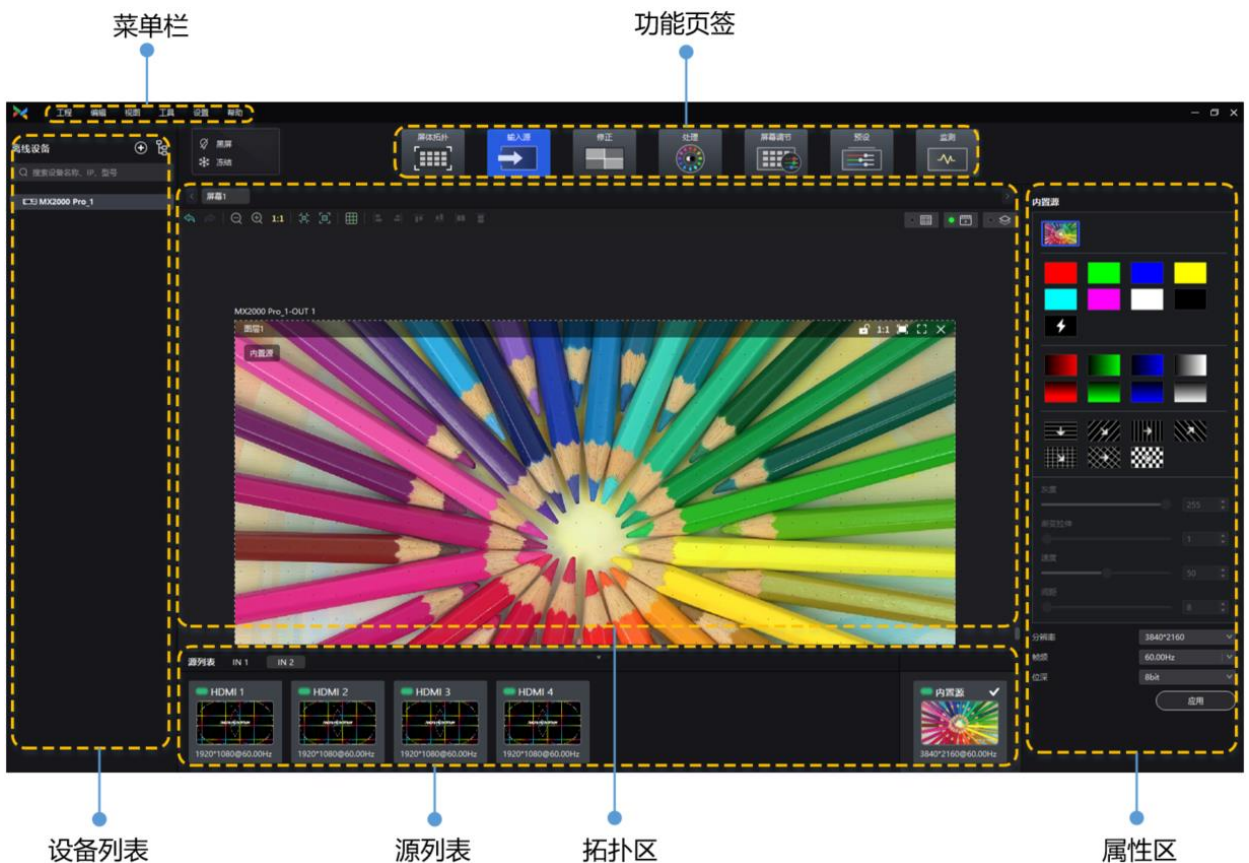 菜单栏
功能页签
工程 编辑 视图 工具 设置 帮助
离线设备
搜索设备名称、IP、型号
MX2000 Pro_1
黑屏
冻结
屏体拓扑 输入源 修正 处理 屏幕调节 预设 监测
屏幕1
1:1
MX2000 Pro_1-OUT 1
图层1
1:1
内置源
内置源
灰度
255
渐变拉伸
1
速度
50
间距
8
分辨率 3840*2160
帧频 60.00Hz
位深 8bit
应用
源列表 IN 1 IN 2
HDMI 1 HDMI 2 HDMI 3 HDMI 4 内置源
1920*1080@60.00Hz 1920*1080@60.00Hz 1920*1080@60.00Hz 1920*1080@60.00Hz 3840*2160@60.00Hz
设备列表
源列表
拓扑区
属性区